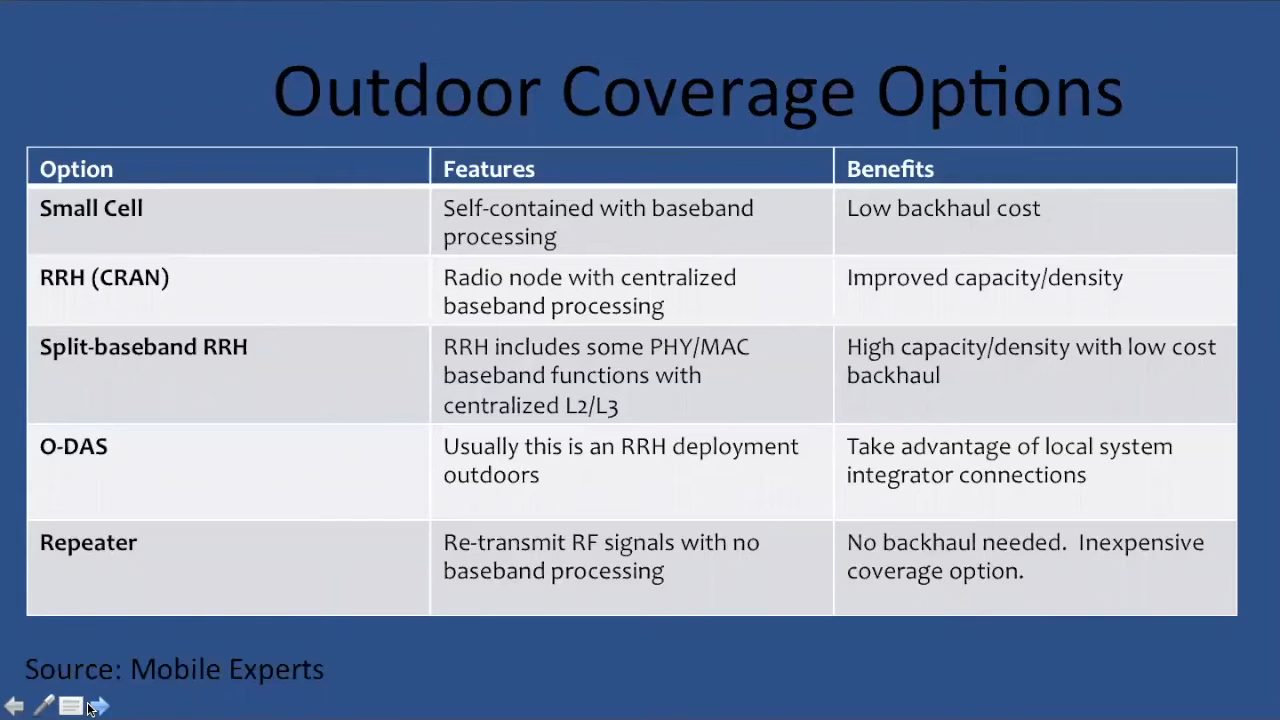 Outdoor Coverage Options
Option Features Benefits
Small Cell
Self-contained with baseband
processing
Low backhaul cost
RRH (CRAN)
Radio node with centralized
baseband processing
Improved capacity/density
Split-baseband RRH
RRH includes some PHY/MAC
baseband functions with
centralized L2/L3
High capacity/density with low cost
backhaul
O-DAS
Usually this is an RRH deployment
outdoors
Take advantage of local system
integrator connections
Repeater
Re-transmit RF signals with no
baseband processing
No backhaul needed.  Inexpensive
coverage option.
Source: Mobile Experts